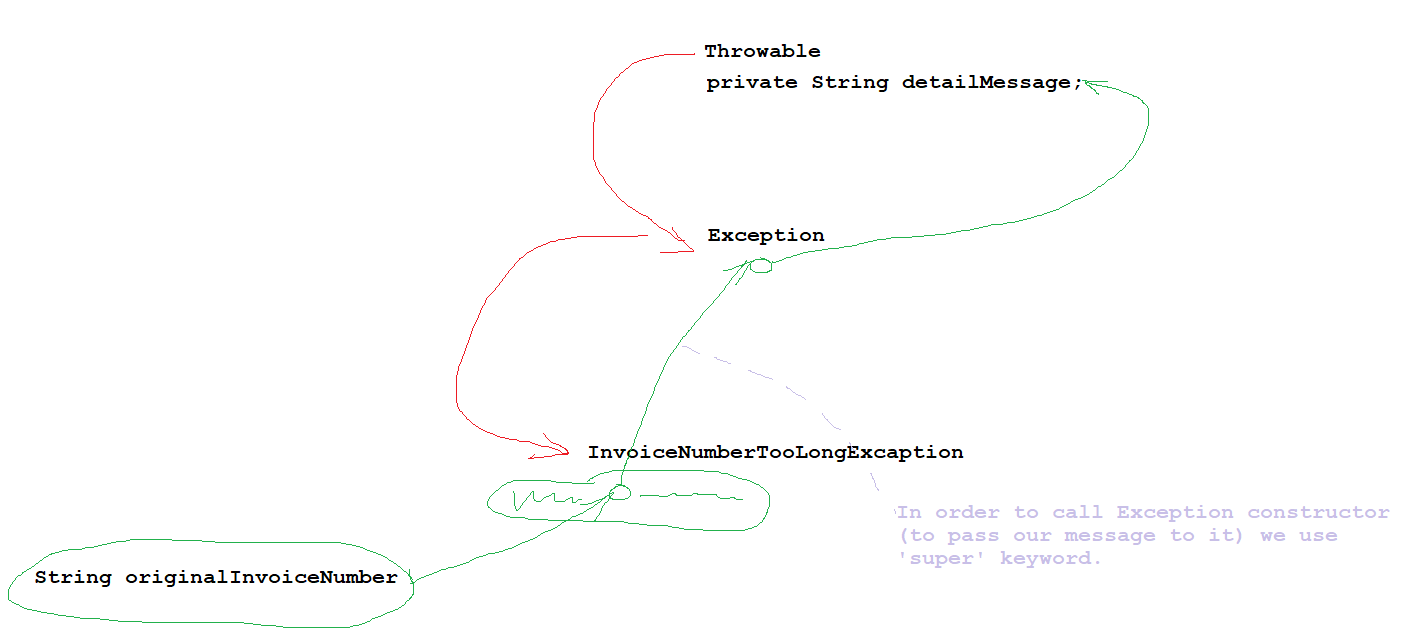 Throwable
private String detailMessage;
Exception
InvoiceNumberTooLongExcaption
In order to call Exception constructor
(to pass our message to it) we use
'super' keyword.
String originalInvoiceNumber